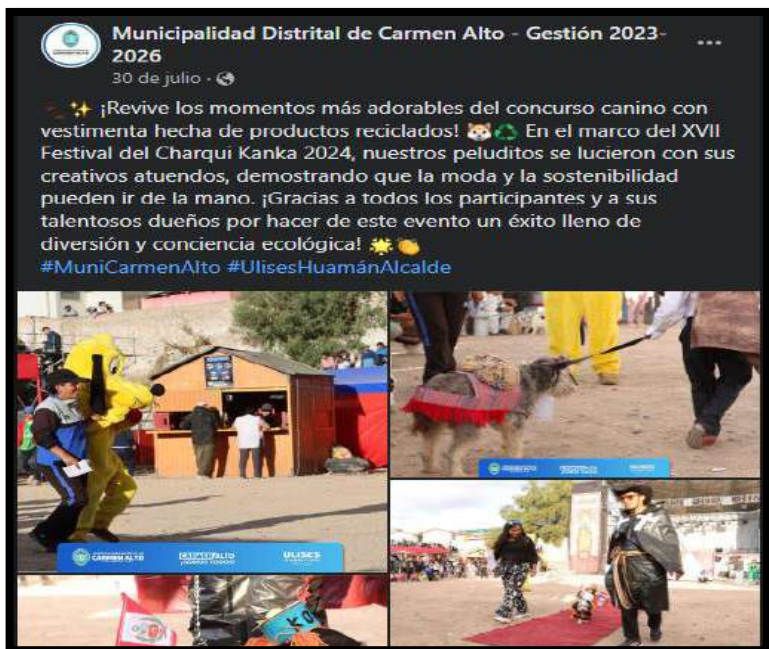 Municipalidad Distrital de Carmen Alto - Gestión 2023-
2026
30 de julio ·
¡Revive los momentos más adorables del concurso canino con
vestimenta hecha de productos reciclados! 🐶♻️ En el marco del XVII
Festival del Charqui Kanka 2024, nuestros peluditos se lucieron con sus
creativos atuendos, demostrando que la moda y la sostenibilidad
pueden ir de la mano. ¡Gracias a todos los participantes y a sus
talentosos dueños por hacer de este evento un éxito lleno de
diversión y conciencia ecológica! 🌟👏
#MuniCarmenAlto #UlisesHuamánAlcalde
CARMEN ALTO
CARMEN ALTO
ULISES